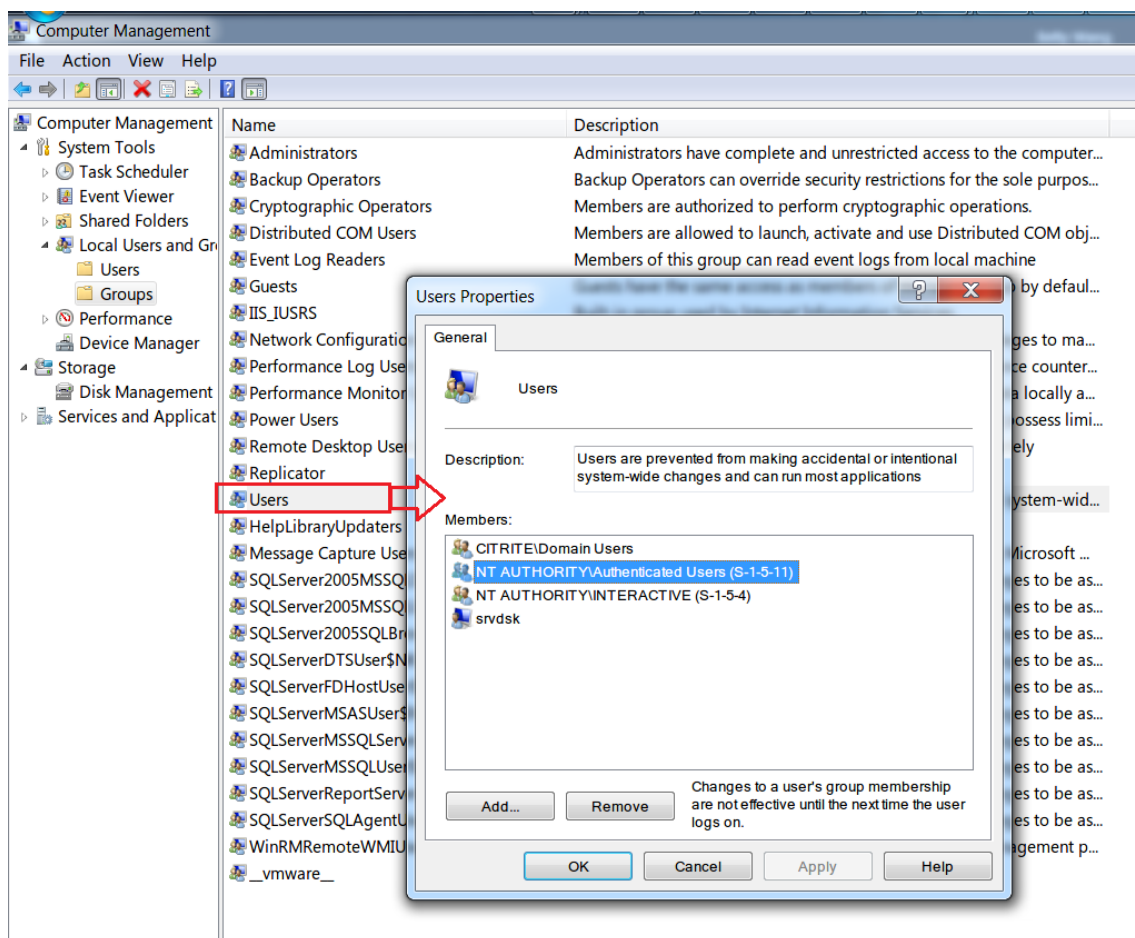 Computer Management
File Action View Help
Computer Management
System Tools
Task Scheduler
Event Viewer
Shared Folders
Local Users and Gr
Users
Groups
Performance
Device Manager
Storage
Disk Management
Services and Applicat
Name Description
Administrators Administrators have complete and unrestricted access to the computer...
Backup Operators Backup Operators can override security restrictions for the sole purpos...
Cryptographic Operators Members are authorized to perform cryptographic operations.
Distributed COM Users Members are allowed to launch, activate and use Distributed COM obj...
Event Log Readers Members of this group can read event logs from local machine
Guests by defaul...
IIS_IUSRS
Network Configuratio ges to ma...
Performance Log Use ce counter...
Performance Monitor a locally a...
Power Users possess limi...
Remote Desktop User ely
Replicator
Users ystem-wid...
HelpLibraryUpdaters
Message Capture Use Microsoft ...
SQLServer2005MSSQ es to be as...
SQLServer2005MSSQ es to be as...
SQLServer2005SQLBr es to be as...
SQLServerDTSUser$N es to be as...
SQLServerFDHostUse es to be as...
SQLServerMSASUser$ es to be as...
SQLServerMSSQLServ es to be as...
SQLServerMSSQLUser es to be as...
SQLServerReportServ es to be as...
SQLServerSQLAgentU es to be as...
WinRMRemoteWMIU agement p...
__vmware__
Users Properties
General
Users
Description:
Users are prevented from making accidental or intentional
system-wide changes and can run most applications
Members:
CITRITE\Domain Users
NT AUTHORITY\Authenticated Users (S-1-5-11)
NT AUTHORITY\INTERACTIVE (S-1-5-4)
srvdsk
Add... Remove
Changes to a user's group membership
are not effective until the next time the user
logs on.
OK Cancel Apply Help